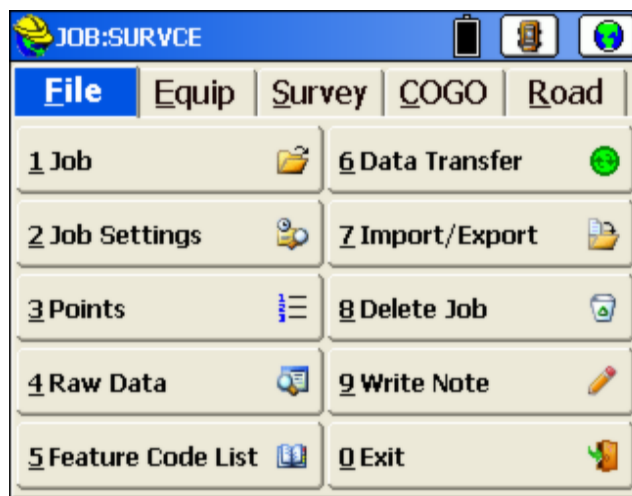 JOB:SURVCE
File Equip Survey COGO Road
1 Job
2 Job Settings
3 Points
4 Raw Data
5 Feature Code List
6 Data Transfer
7 Import/Export
8 Delete Job
9 Write Note
0 Exit